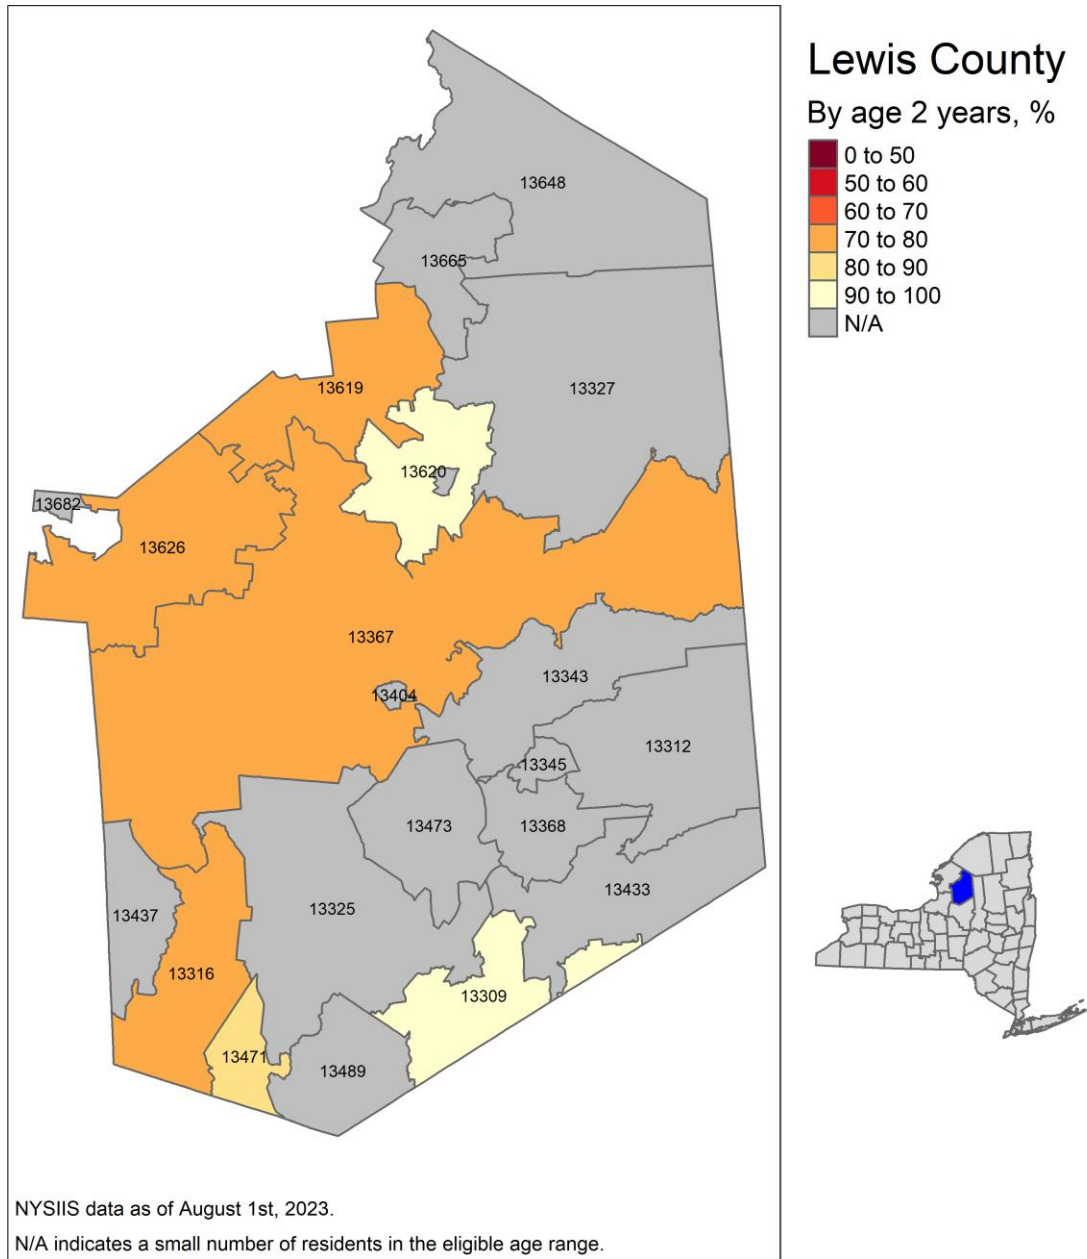 Lewis County
By age 2 years, %
0 to 50
50 to 60
60 to 70
70 to 80
80 to 90
90 to 100
N/A
13648
13665
13619
13327
13620
13682
13626
13367
13343
13404
13312
13345
13473
13368
13433
13325
13437
13316
13309
13471
13489
NYSIIS data as of August 1st, 2023.
N/A indicates a small number of residents in the eligible age range.